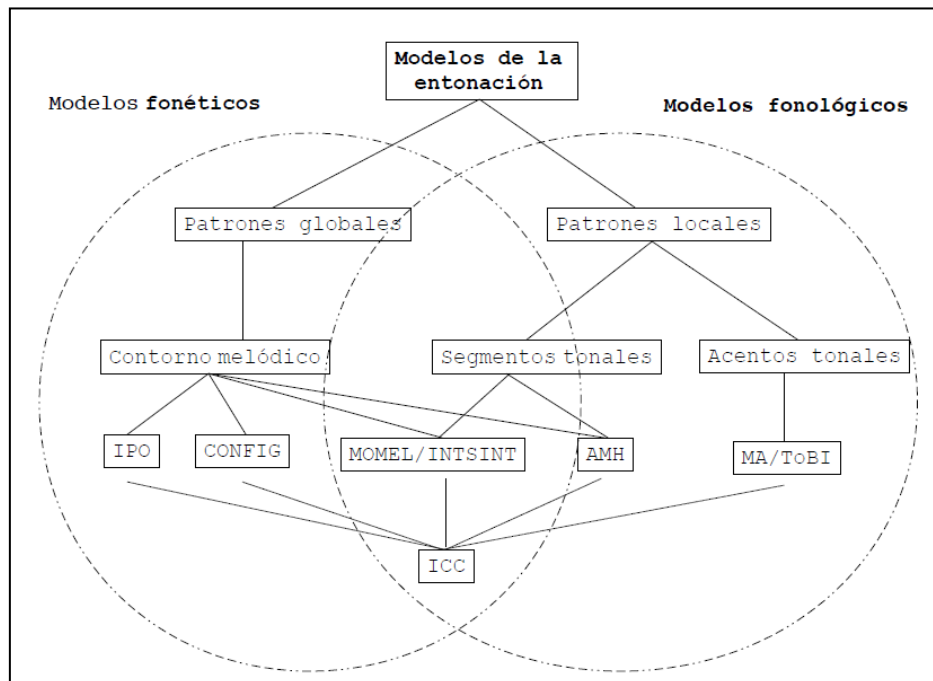 Modelos de la
entonación
Modelos fonéticos
Modelos fonológicos
Patrones globales
Patrones locales
Contorno melódico
Segmentos tonales
Acentos tonales
IPO
CONFIG
MOMEL/INTSINT
AMH
MA/ToBI
ICC